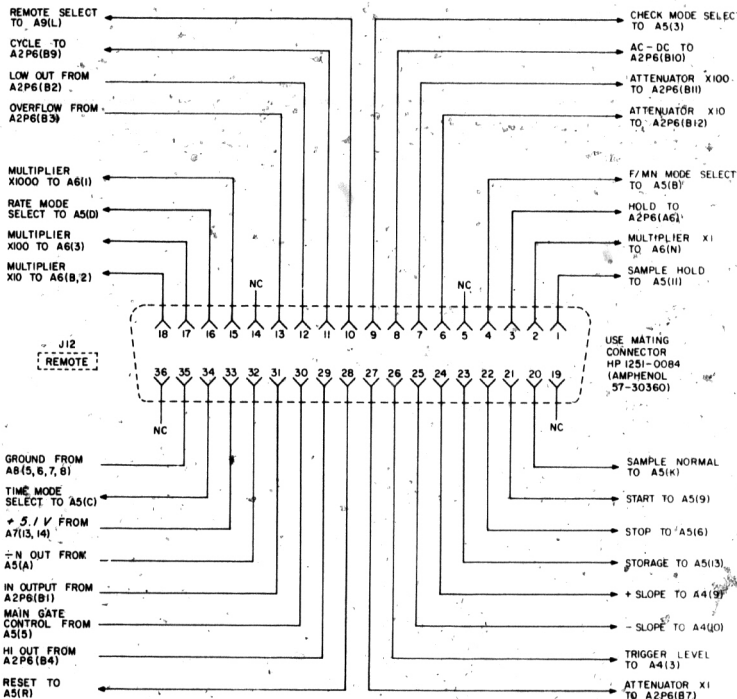 REMOTE SELECT
TO A9(L)
CYCLE TO
A2P6(B9)
LOW OUT FROM
A2P6(B2)
OVERFLOW FROM
A2P6(B3)
MULTIPLIER
X1000 TO A6(1)
RATE MODE
SELECT TO A5(D)
MULTIPLIER
X100 TO A6(3)
MULTIPLIER
X10 TO A6(B,2)
CHECK MODE SELECT
TO A5(3)
AC-DC TO
A2P6(B10)
ATTENUATOR X100
TO A2P6(B11)
ATTENUATOR X10
TO A2P6(B12)
F/MN MODE SELECT
TO A5(B)
HOLD TO
A2P6(A6)
MULTIPLIER X1
TO A6(N)
SAMPLE HOLD
TO A5(11)
NC
NC
18 17 16 15 14 13 12 11 10 9 8 7 6 5 4 3 2 1
J12
REMOTE
36 35 34 33 32 31 30 29 28 27 26 25 24 23 22 21 20 19
USE MATING
CONNECTOR
HP 1251-0084
(AMPHENOL
57-30360)
NC
NC
GROUND FROM
A8(5,6,7,8)
TIME MODE
SELECT TO A5(C)
+ 5.1 V FROM
A7(13,14)
÷N OUT FROM
A5(A)
IN OUTPUT FROM
A2P6(B1)
MAIN GATE
CONTROL FROM
A5(5)
HI OUT FROM
A2P6(B4)
RESET TO
A5(R)
SAMPLE NORMAL
TO A5(K)
START TO A5(9)
STOP TO A5(6)
STORAGE TO A5(13)
+ SLOPE TO A4(9)
- SLOPE TO A4(10)
TRIGGER LEVEL
TO A4(3)
ATTENUATOR X1
TO A2P6(B7)